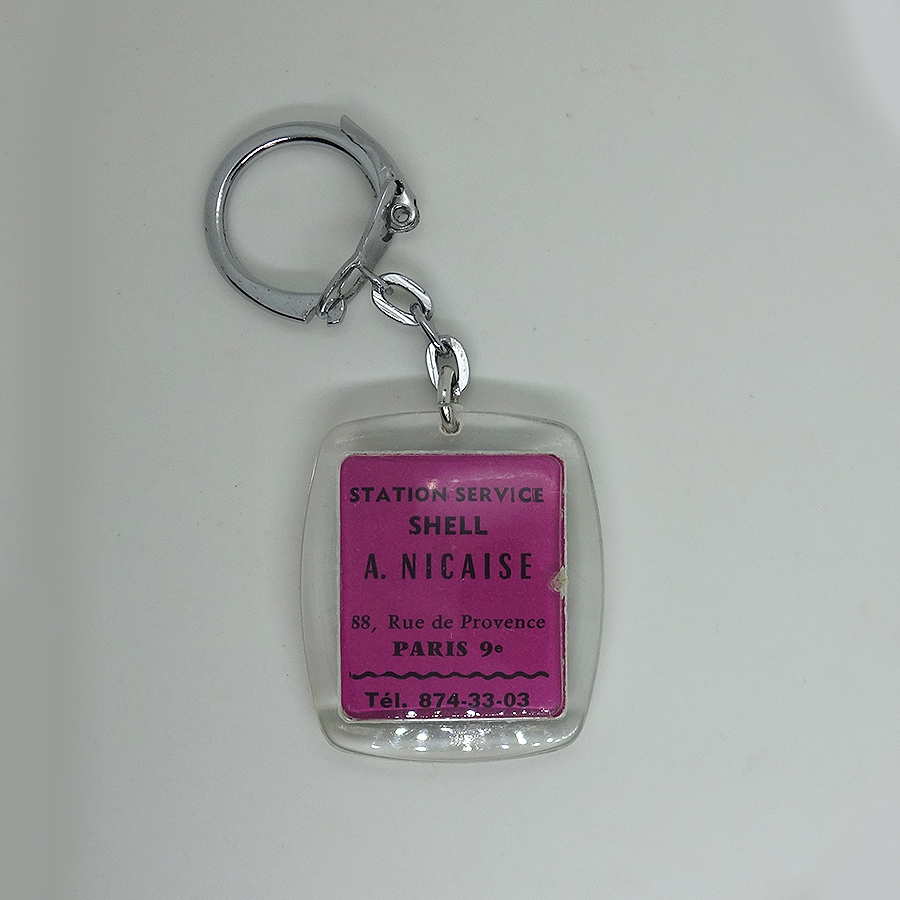 STATION SERVICE
SHELL
A. NICAISE
88, Rue de Provence
PARIS 9e
Tél. 874-33-03